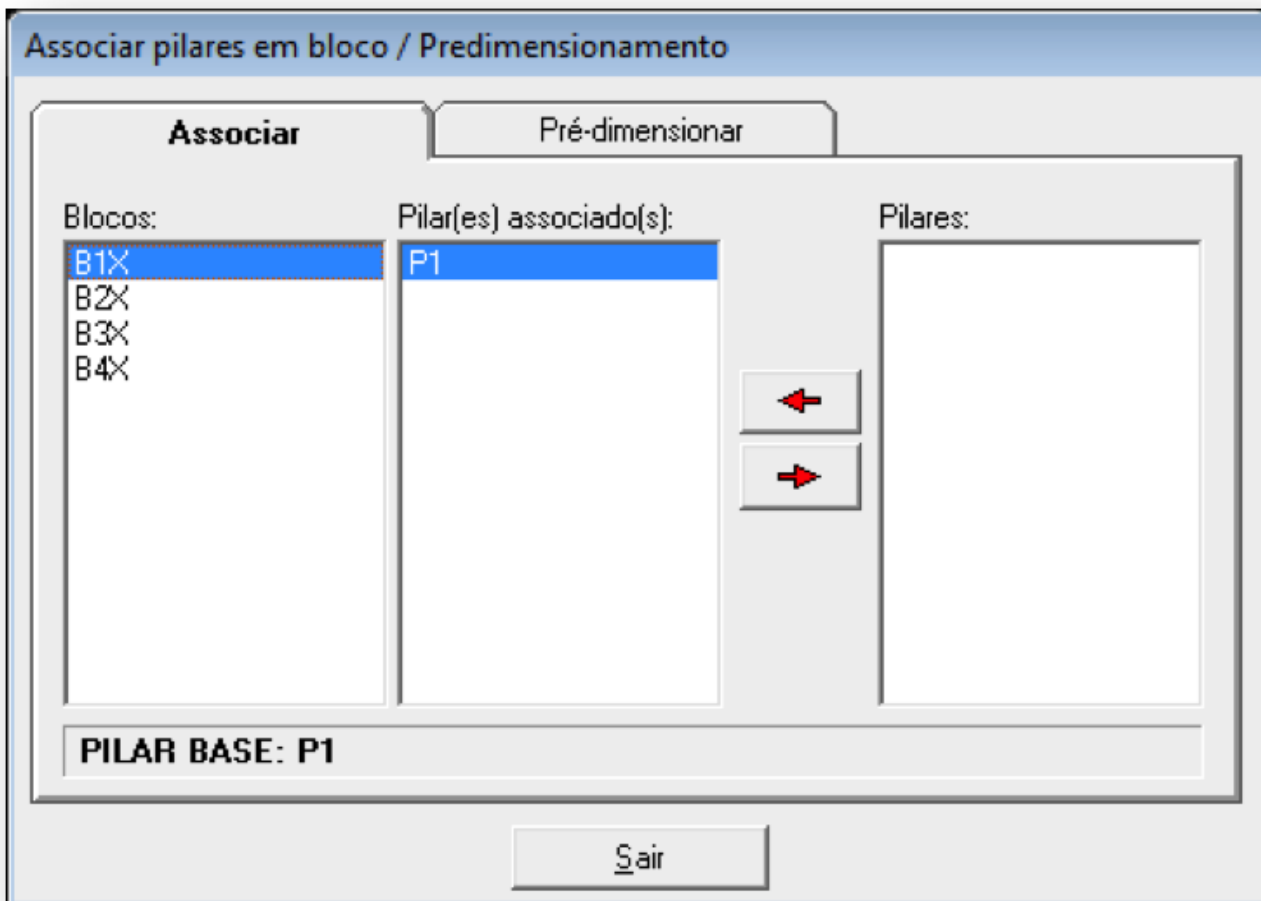 Associar pilares em bloco / Predimensionamento
Associar
Pré-dimensionar
Blocos:
Pilar(es) associado(s):
Pilares:
B1X
P1
B2X
B3X
B4X
PILAR BASE: P1
Sair